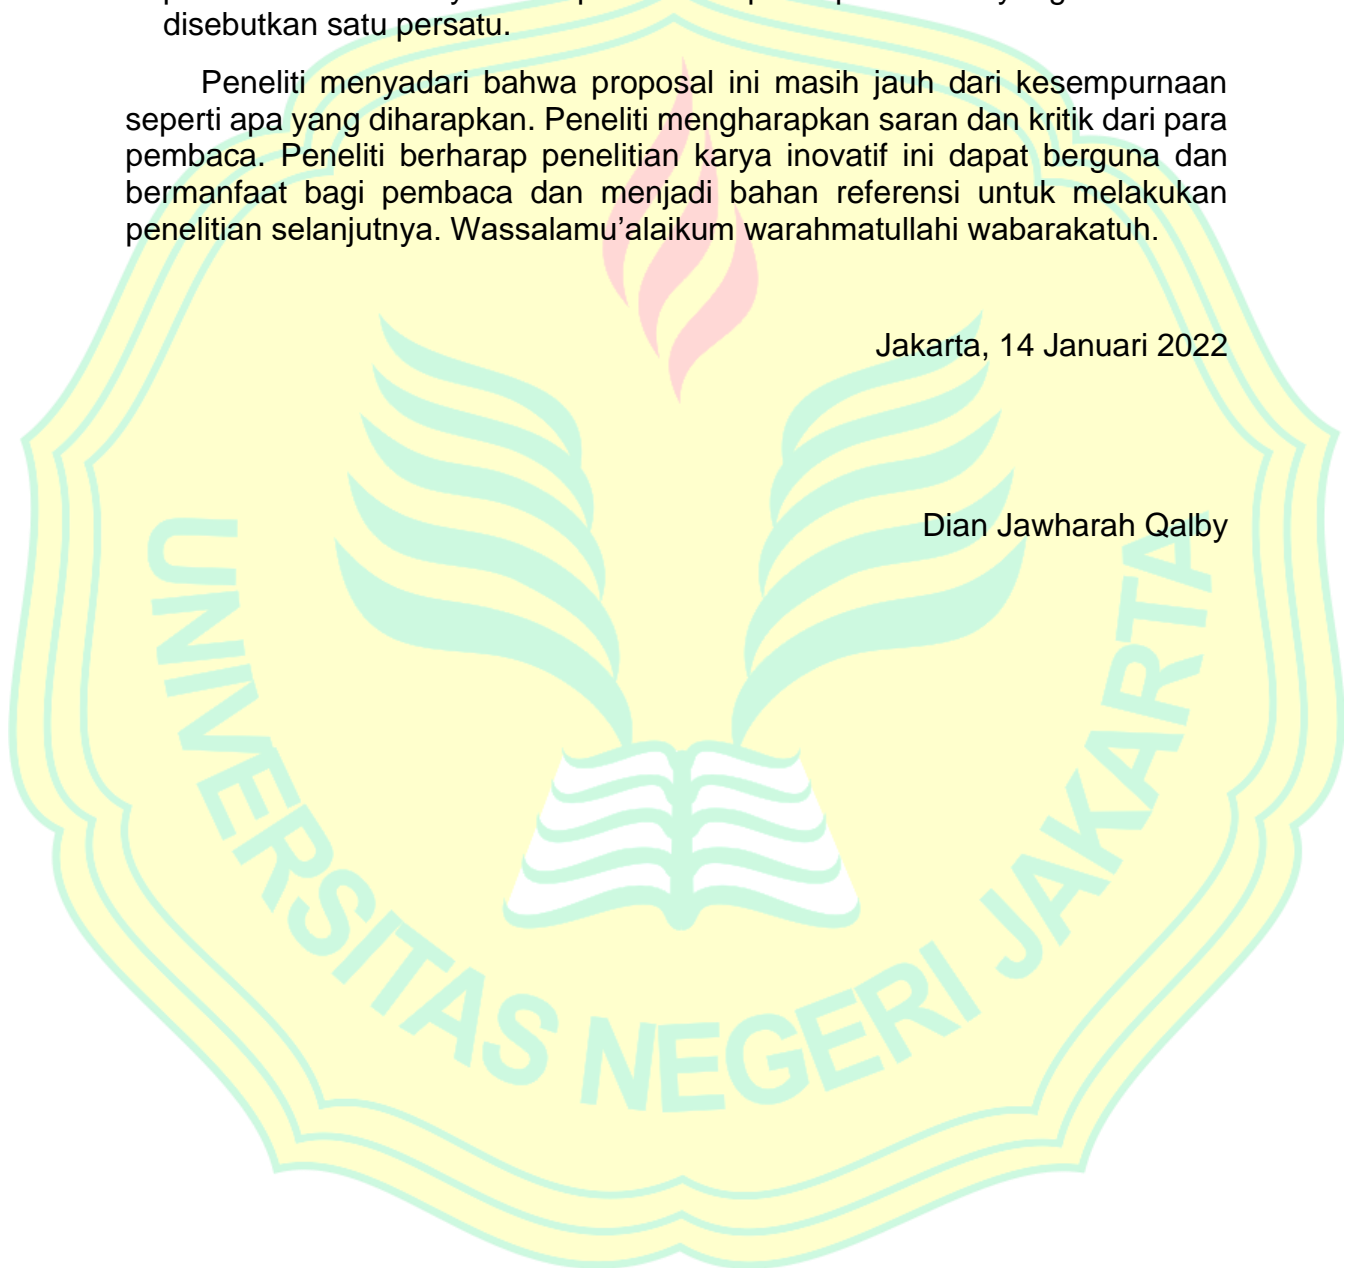 disebutkan satu persatu.
Peneliti menyadari bahwa proposal ini masih jauh dari kesempurnaan
seperti apa yang diharapkan. Peneliti mengharapkan saran dan kritik dari para
pembaca. Peneliti berharap penelitian karya inovatif ini dapat berguna dan
bermanfaat bagi pembaca dan menjadi bahan referensi untuk melakukan
penelitian selanjutnya. Wassalamu’alaikum warahmatullahi wabarakatuh.
Jakarta, 14 Januari 2022
Dian Jawharah Qalby
UNIVERSITAS NEGERI JAKARTA